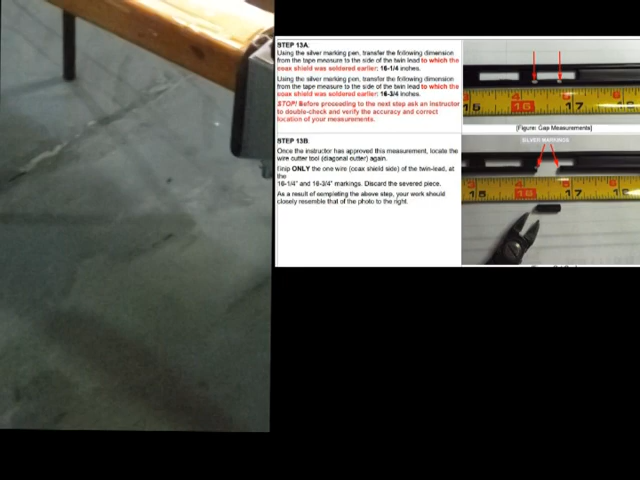 STEP 13A:
Using the silver marking pen, transfer the following dimension
from the tape measure to the side of the twin lead to which the
coax shield was soldered earlier: 16-1/4 inches.
Using the silver marking pen, transfer the following dimension
from the tape measure to the side of the twin lead to which the
coax shield was soldered earlier: 16-3/4 inches.
STOP! Before proceeding to the next step ask an instructor
to double-check and verify the accuracy and correct
location of your measurements.
15 4 16 5 17
[Figure: Gap Measurements]
STEP 13B:
Once the instructor has approved this measurement, locate the
wire cutter tool (diagonal cutter) again.
ONLY the one wire (coax shield side) of the twin-lead, at
the
16-1/4" and 16-3/4" markings. Discard the severed piece.
As a result of completing the above step, your work should
closely resemble that of the photo to the right.
SILVER MARKINGS
15 4 16 5 17